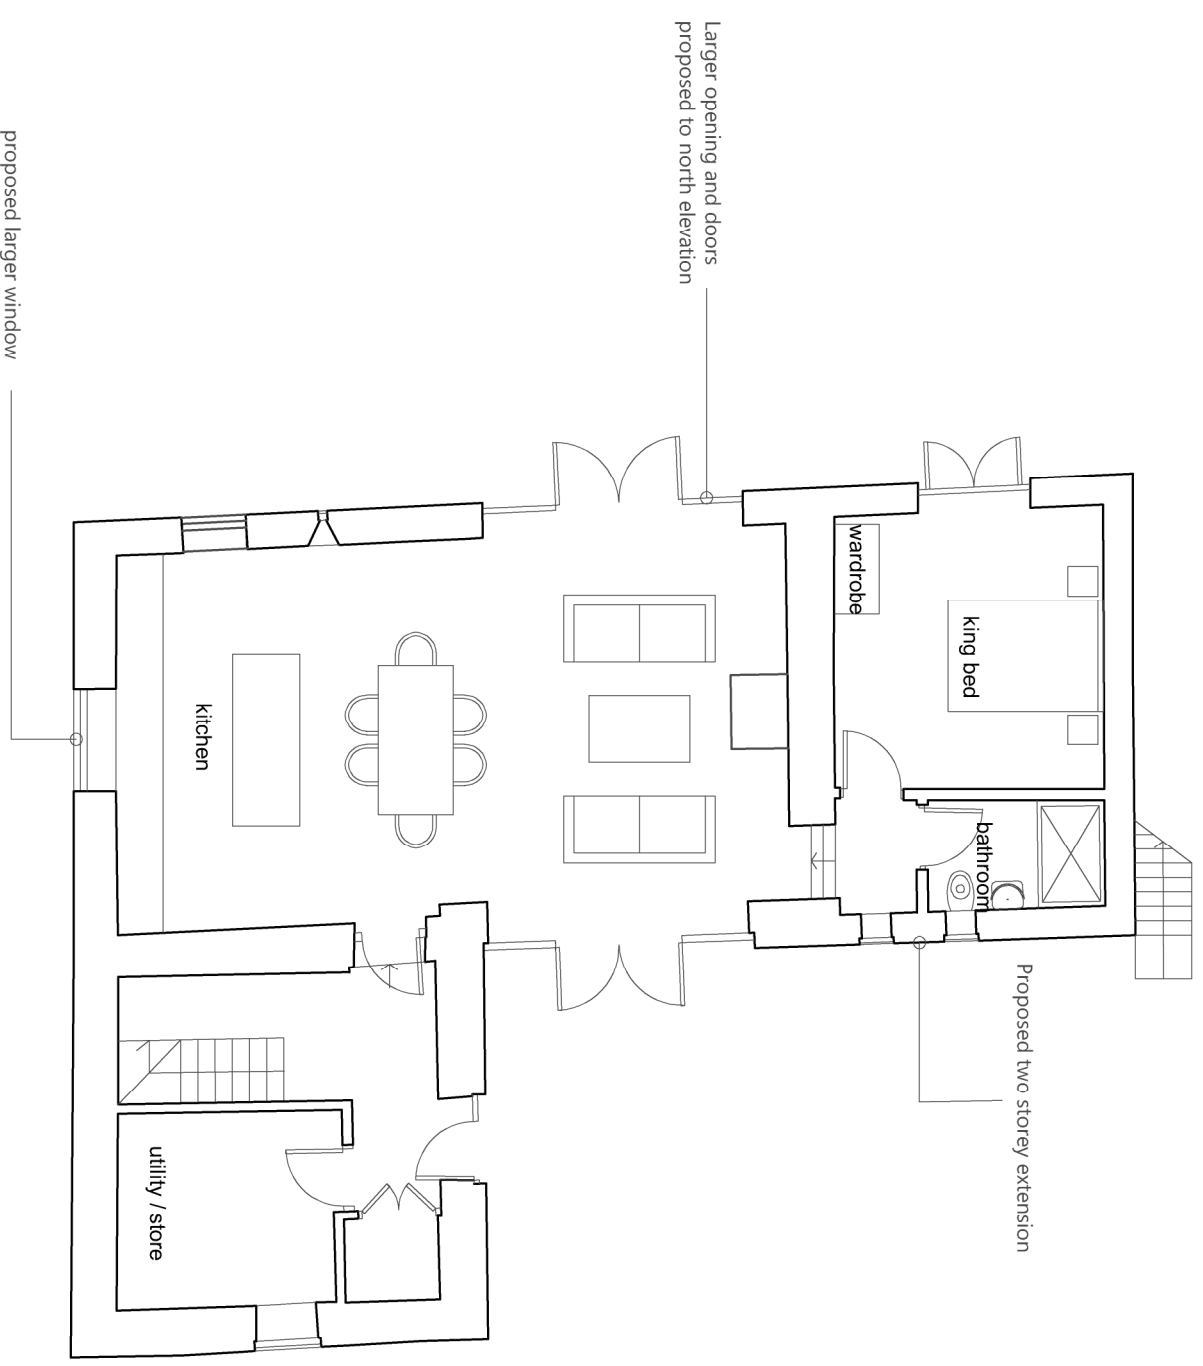 Larger opening and doors
proposed to north elevation
proposed larger window
wardrobe
king bed
kitchen
bathroom
Proposed two storey extension
utility / store